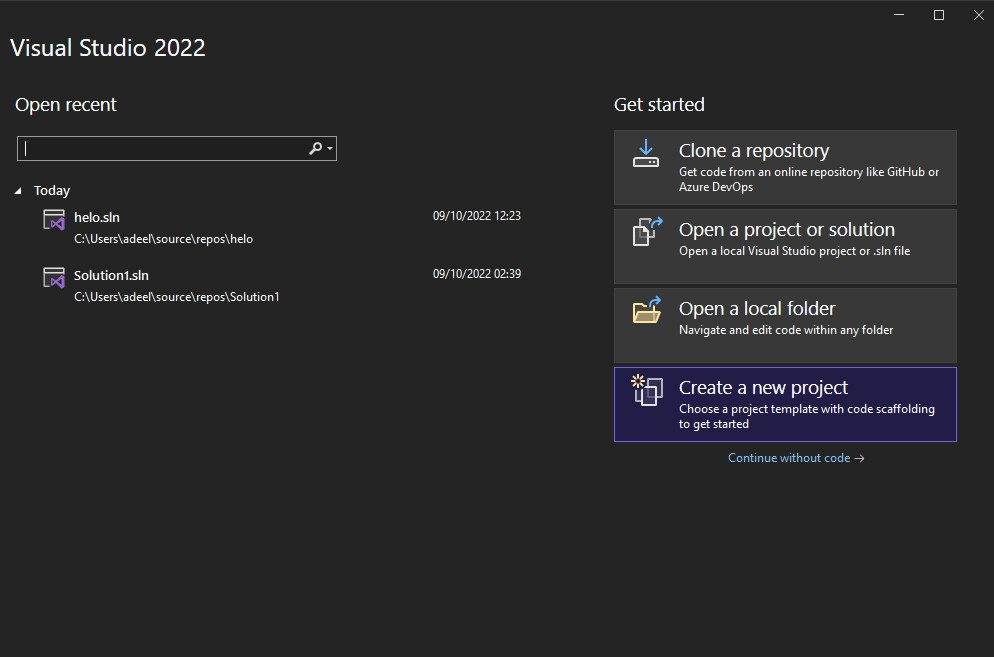 Visual Studio 2022
Open recent
Today
helo.sln 09/10/2022 12:23
C:\Users\adeel\source\repos\helo
Solution1.sln 09/10/2022 02:39
C:\Users\adeel\source\repos\Solution1
Get started
Clone a repository
Get code from an online repository like GitHub or
Azure DevOps
Open a project or solution
Open a local Visual Studio project or .sln file
Open a local folder
Navigate and edit code within any folder
Create a new project
Choose a project template with code scaffolding
to get started
Continue without code →